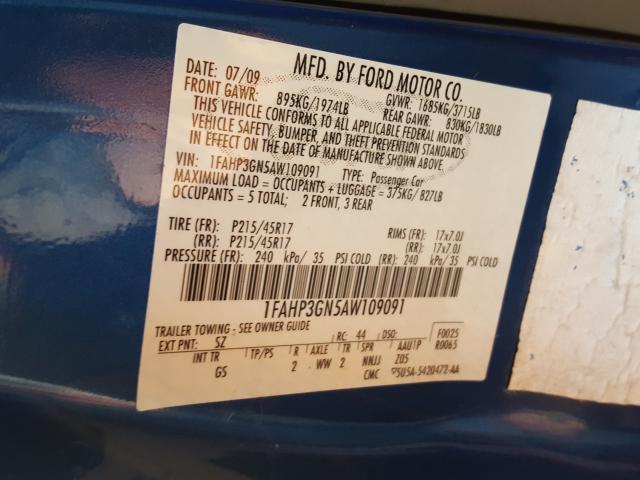 MFD. BY FORD MOTOR CO.
DATE: 07/09
GVWR: 1685KG/3715LB
FRONT GAWR: 895KG/1974LB REAR GAWR: 830KG/1830LB
THIS VEHICLE CONFORMS TO ALL APPLICABLE FEDERAL MOTOR
VEHICLE SAFETY, BUMPER, AND THEFT PREVENTION STANDARDS
IN EFFECT ON THE DATE OF MANUFACTURE SHOWN ABOVE.
VIN: 1FAHP3GN5AW109091 TYPE: Passenger Car
MAXIMUM LOAD = OCCUPANTS + LUGGAGE = 375KG/ 827LB
OCCUPANTS = 5 TOTAL: 2 FRONT, 3 REAR
TIRE (FR): P215/45R17 RIMS (FR): 17x7.0J
(RR): P215/45R17 (RR): 17x7.0J
PRESSURE (FR): 240 kPa/ 35 PSI COLD (RR): 240 kPa/ 35 PSI COLD
1FAHP3GN5AW109091
TRAILER TOWING - SEE OWNER GUIDE
EXT PNT: SZ RC: 44 DSO: F0025
R0065
INT TR TP/PS R AXLE TR SPR AAU1P
GS 2 WW 2 NNJJ Z05
CMC 5U5A-5420472-AA